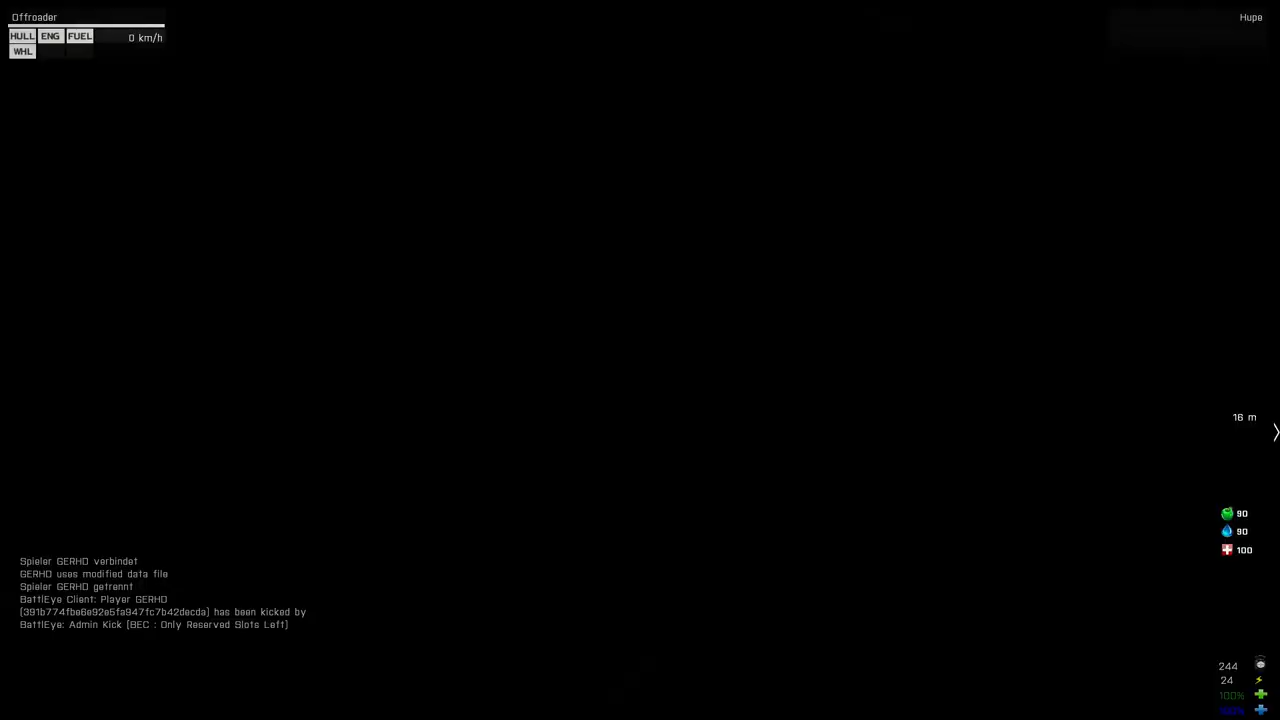 Offroader
Hupe
HULL ENG FUEL 0 km/h
WHL
16 m
90
90
100
Spieler GERHD verbindet
GERHD uses modified data file
Spieler GERHD getrennt
BattlEye Client: Player GERHD
(391b774fbe6e92e5fa947fc7b42decda) has been kicked by
BattlEye: Admin Kick (BEC : Only Reserved Slots Left)
244
24
100%